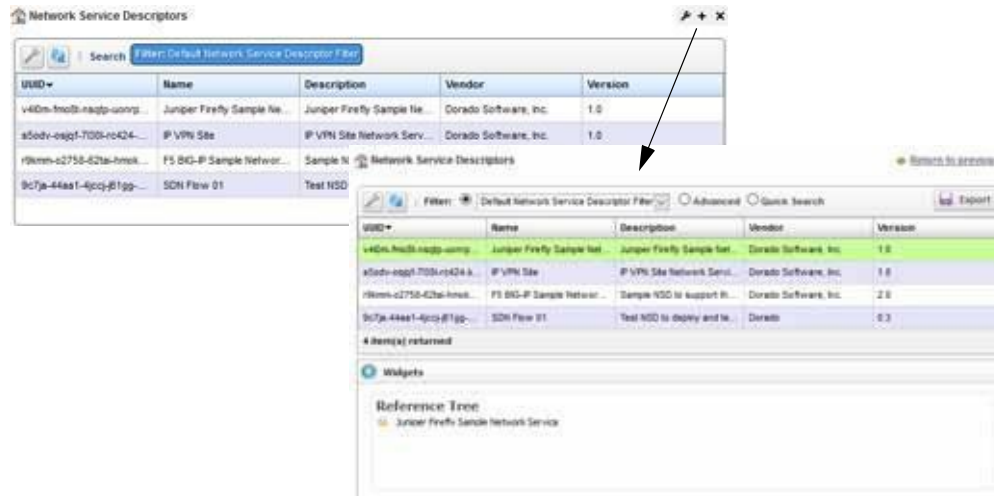 Network Service Descriptors
Search Filter: Default Network Service Descriptor Filter
UUID Name Description Vendor Version
Juniper Firefly Sample Ne... Juniper Firefly Sample Ne... Dorado Software, Inc. 1.0
IP VPN Site IP VPN Site Network Serv... Dorado Software, Inc. 1.0
F5 BIG-IP Sample Networ... Sample N
SDN Flow 01 Test NSD
Network Service Descriptors Return to previous
Filter: Default Network Service Descriptor Filter Advanced Quick Search Export
UUID Name Description Vendor Version
Juniper Firefly Sample Net... Juniper Firefly Sample Net... Dorado Software, Inc. 1.0
IP VPN Site IP VPN Site Network Servi... Dorado Software, Inc. 1.0
F5 BIG-IP Sample Networ... Sample NSD to support th... Dorado Software, Inc. 2.0
SDN Flow 01 Test NSD to deploy and te... Dorado 0.3
4 item(s) returned
Widgets
Reference Tree
Juniper Firefly Sample Network Service